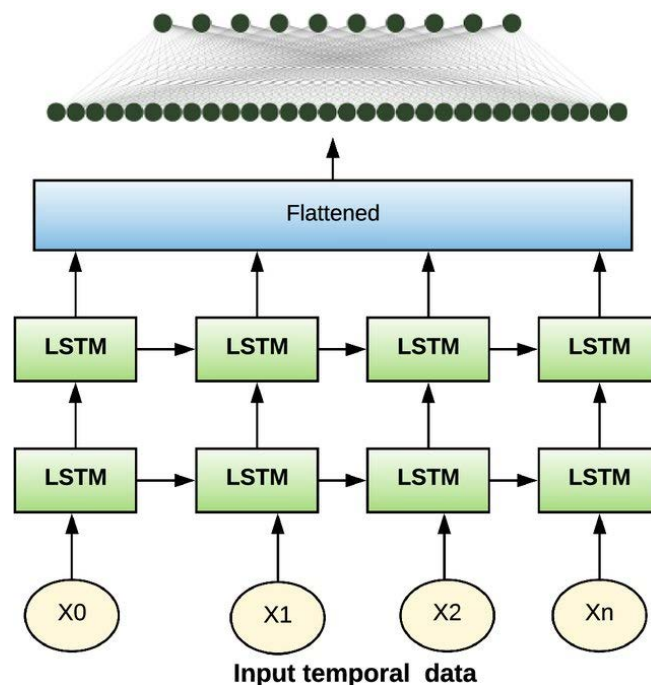 Flattened
LSTM LSTM LSTM LSTM
LSTM LSTM LSTM LSTM
X0 X1 X2 Xn
Input temporal data